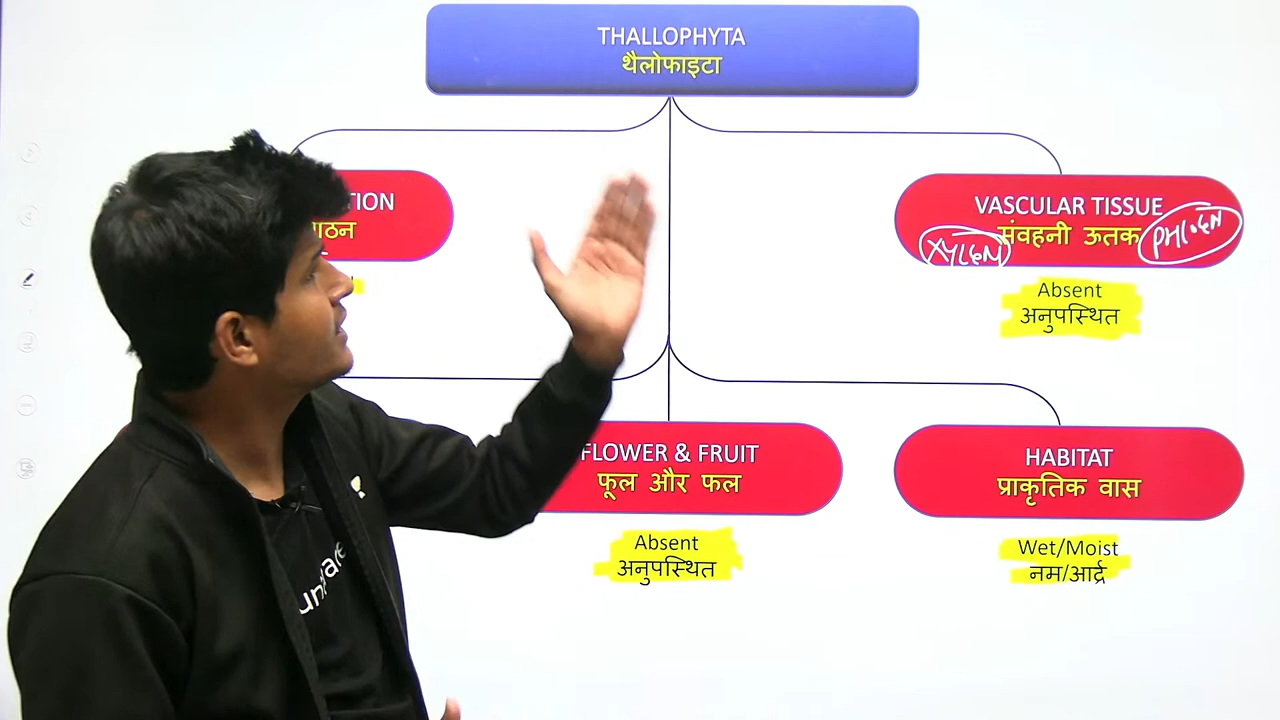 THALLOPHYTA
थैलोफाइटा
TION
गठन
VASCULAR TISSUE
संवहनी ऊतक
XYLEM
Absent
अनुपस्थित
FLOWER & FRUIT
फूल और फल
HABITAT
प्राकृतिक वास
Absent
अनुपस्थित
Wet/Moist
नम/आर्द्र